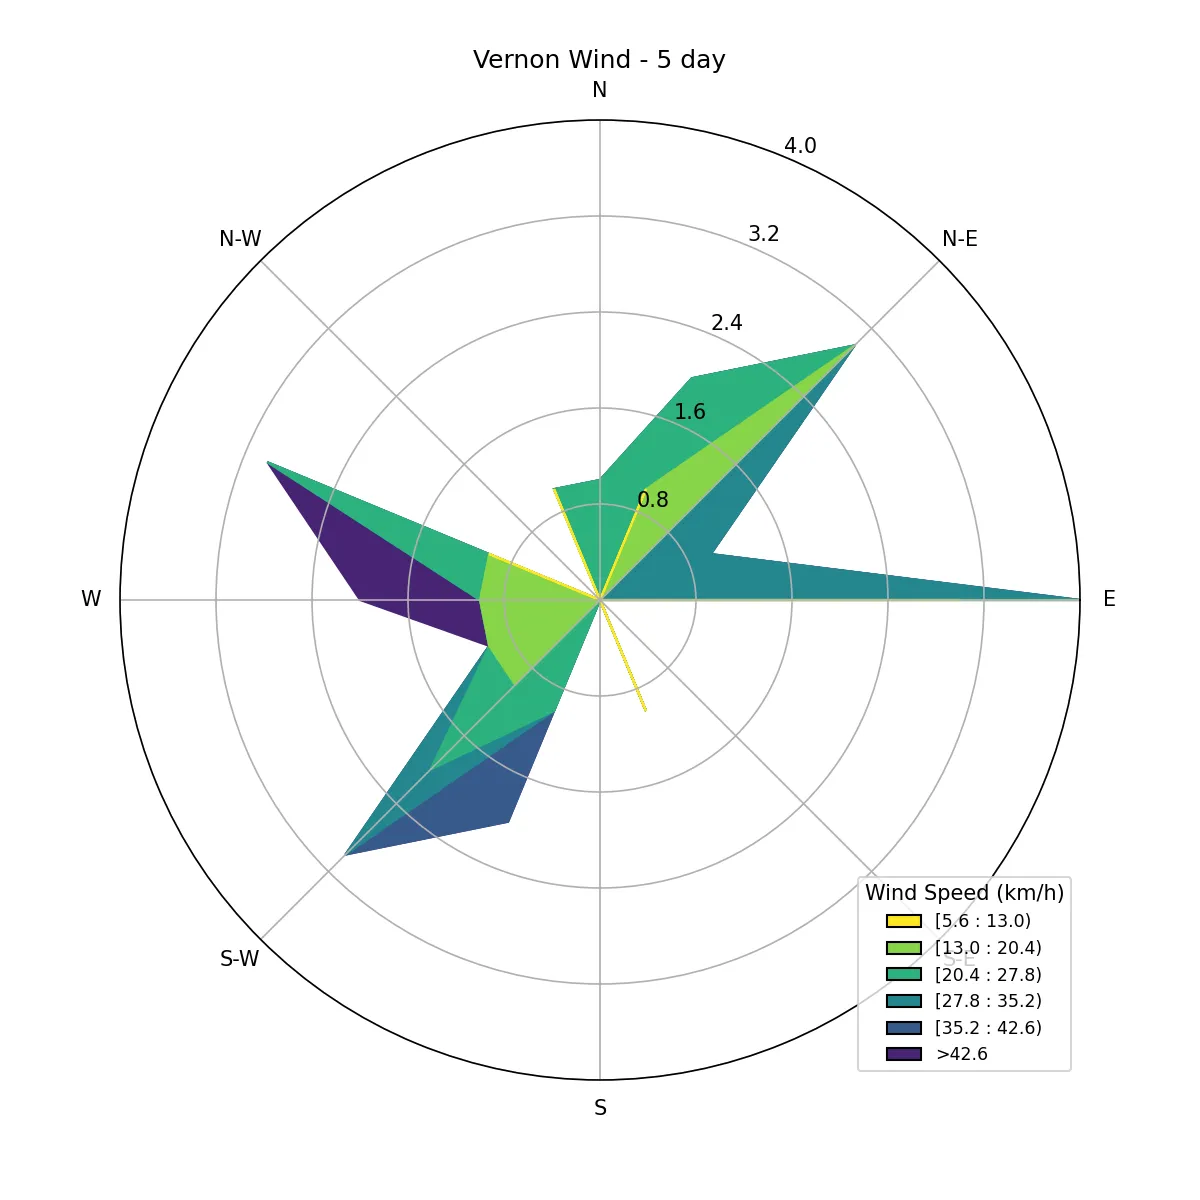 Vernon Wind - 5 day
N
4.0
N-W
3.2
N-E
2.4
1.6
0.8
W
E
Wind Speed (km/h)
[5.6 : 13.0)
[13.0 : 20.4)
S-W
S-E
[20.4 : 27.8)
[27.8 : 35.2)
[35.2 : 42.6)
>42.6
S